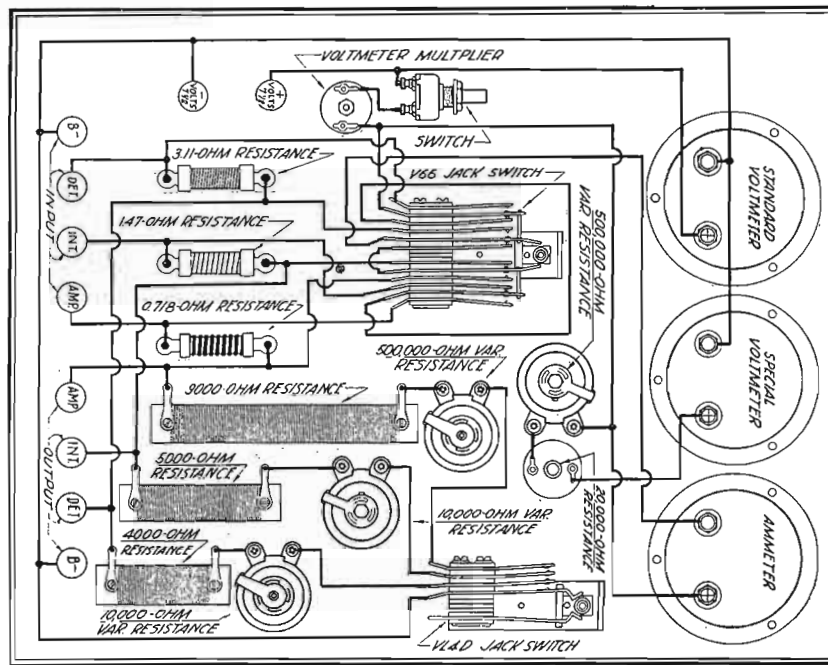 VOLTMETER MULTPLIER
- VOLTS 7½
+ VOLTS 7½
SWITCH
B-
3.11-OHM RESISTANCE
V66 JACK SWITCH
DET
INPUT
STANDARD
VOLTMETER
1.47-OHM RESISTANCE
INT
500,000-OHM
VAR. RESISTANCE
AMP
0.718-OHM RESISTANCE
500,000-OHM VAR.
RESISTANCE
SPECIAL
VOLTMETER
AMP
9000-OHM RESISTANCE
INT
OUTPUT
5000-OHM
RESISTANCE
10,000-OHM VAR.
RESISTANCE
20,000-OHM
RESISTANCE
DET
4000-OHM
RESISTANCE
AMMETER
B-
10,000-OHM
VAR. RESISTANCE
VL4D JACK SWITCH